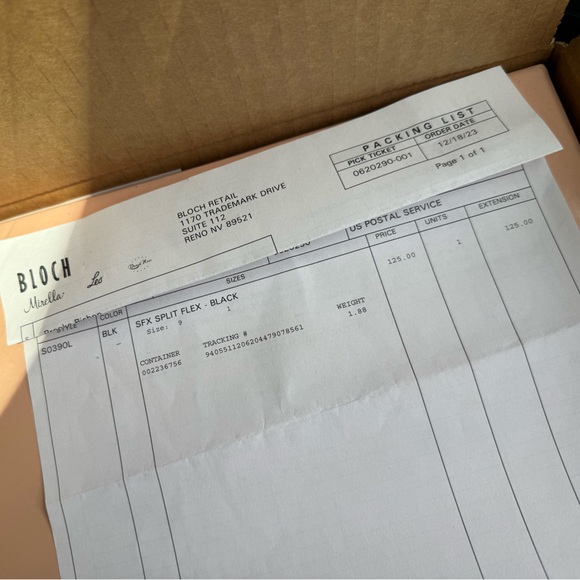 PACKING LIST
PICK TICKET ORDER DATE
0620290-001 12/18/23
Page 1 of 1
BLOCH RETAIL
1170 TRADEMARK DRIVE
SUITE 112
RENO NV 89521
BLOCH
Mirella
Leo
US POSTAL SERVICE
COLOR SIZES PRICE UNITS EXTENSION
S0390L BLK SFX SPLIT FLEX - BLACK 125.00 1 125.00
Size: 9 1
CONTAINER TRACKING # WEIGHT
002236756 9405511206204479078561 1.88